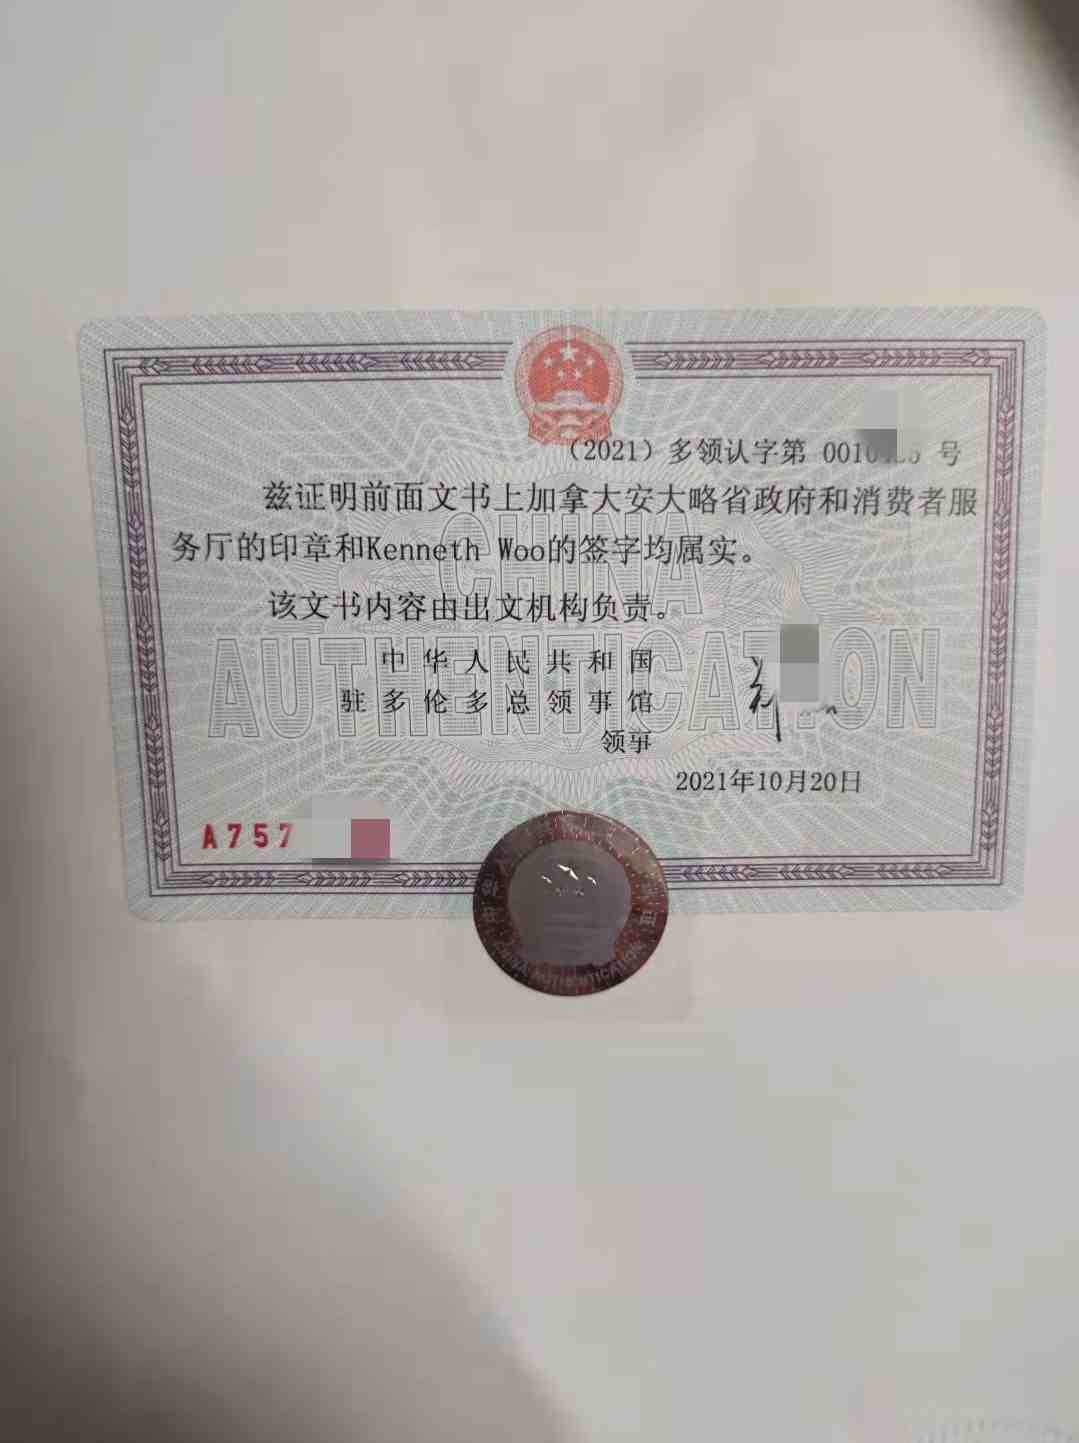 (2021)多领认字第 0010 号
兹证明前面文书上加拿大安大略省政府和消费者服
务厅的印章和Kenneth Woo的签字均属实。
该文书内容由出文机构负责。
CHINA
AUTHENTICATION
中华人民共和国
驻多伦多总领事馆
领事
2021年10月20日
A757
CHINA AUTHENTICATION